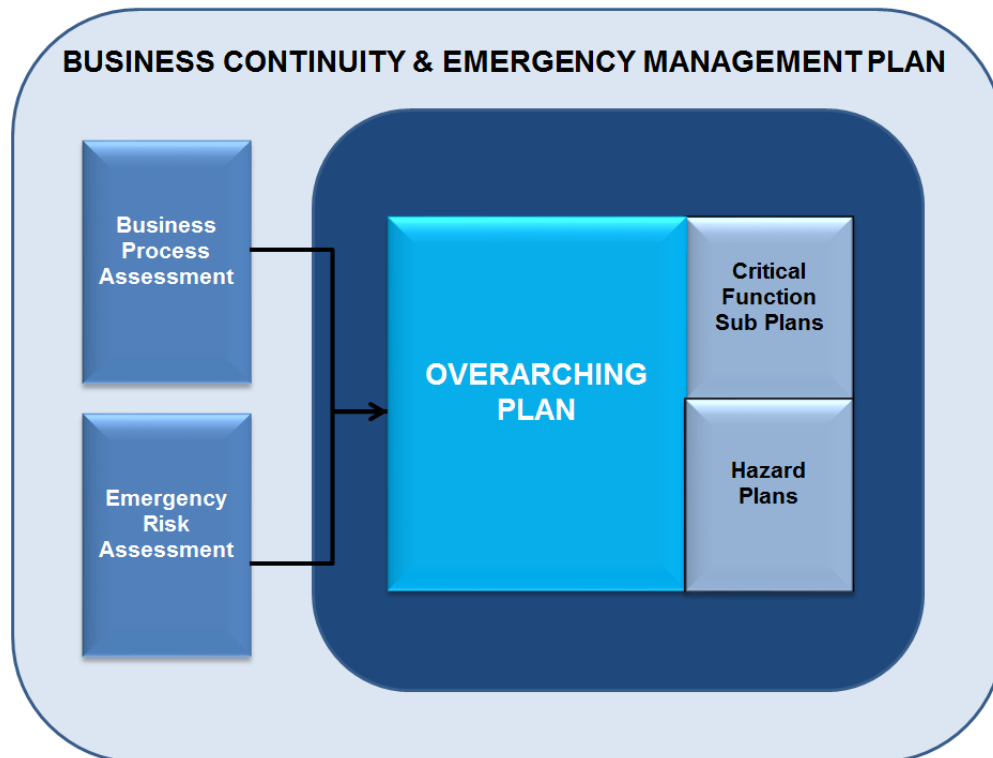 BUSINESS CONTINUITY & EMERGENCY MANAGEMENT PLAN
Business
Process
Assessment
Emergency
Risk
Assessment
OVERARCHING
PLAN
Critical
Function
Sub Plans
Hazard
Plans